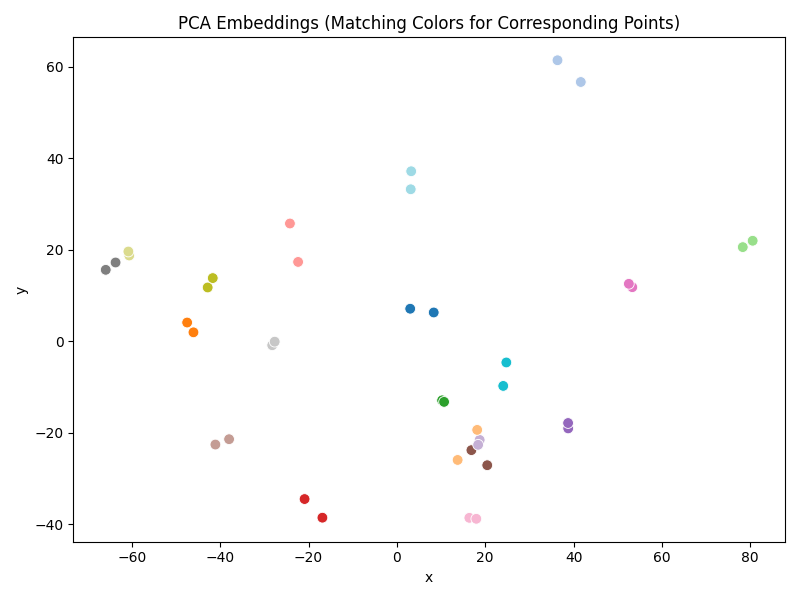 PCA Embeddings (Matching Colors for Corresponding Points)
60
40
20
0
−20
−40
y
−60 −40 −20 0 20 40 60 80
x